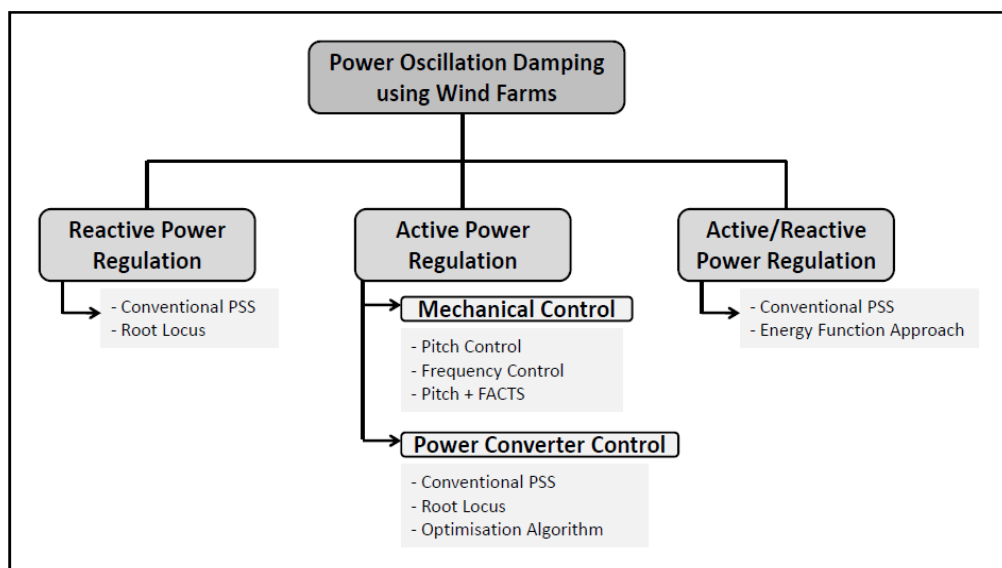 Power Oscillation Damping
using Wind Farms
Reactive Power
Regulation
- Conventional PSS
- Root Locus
Active Power
Regulation
Mechanical Control
- Pitch Control
- Frequency Control
- Pitch + FACTS
Power Converter Control
- Conventional PSS
- Root Locus
- Optimisation Algorithm
Active/Reactive
Power Regulation
- Conventional PSS
- Energy Function Approach